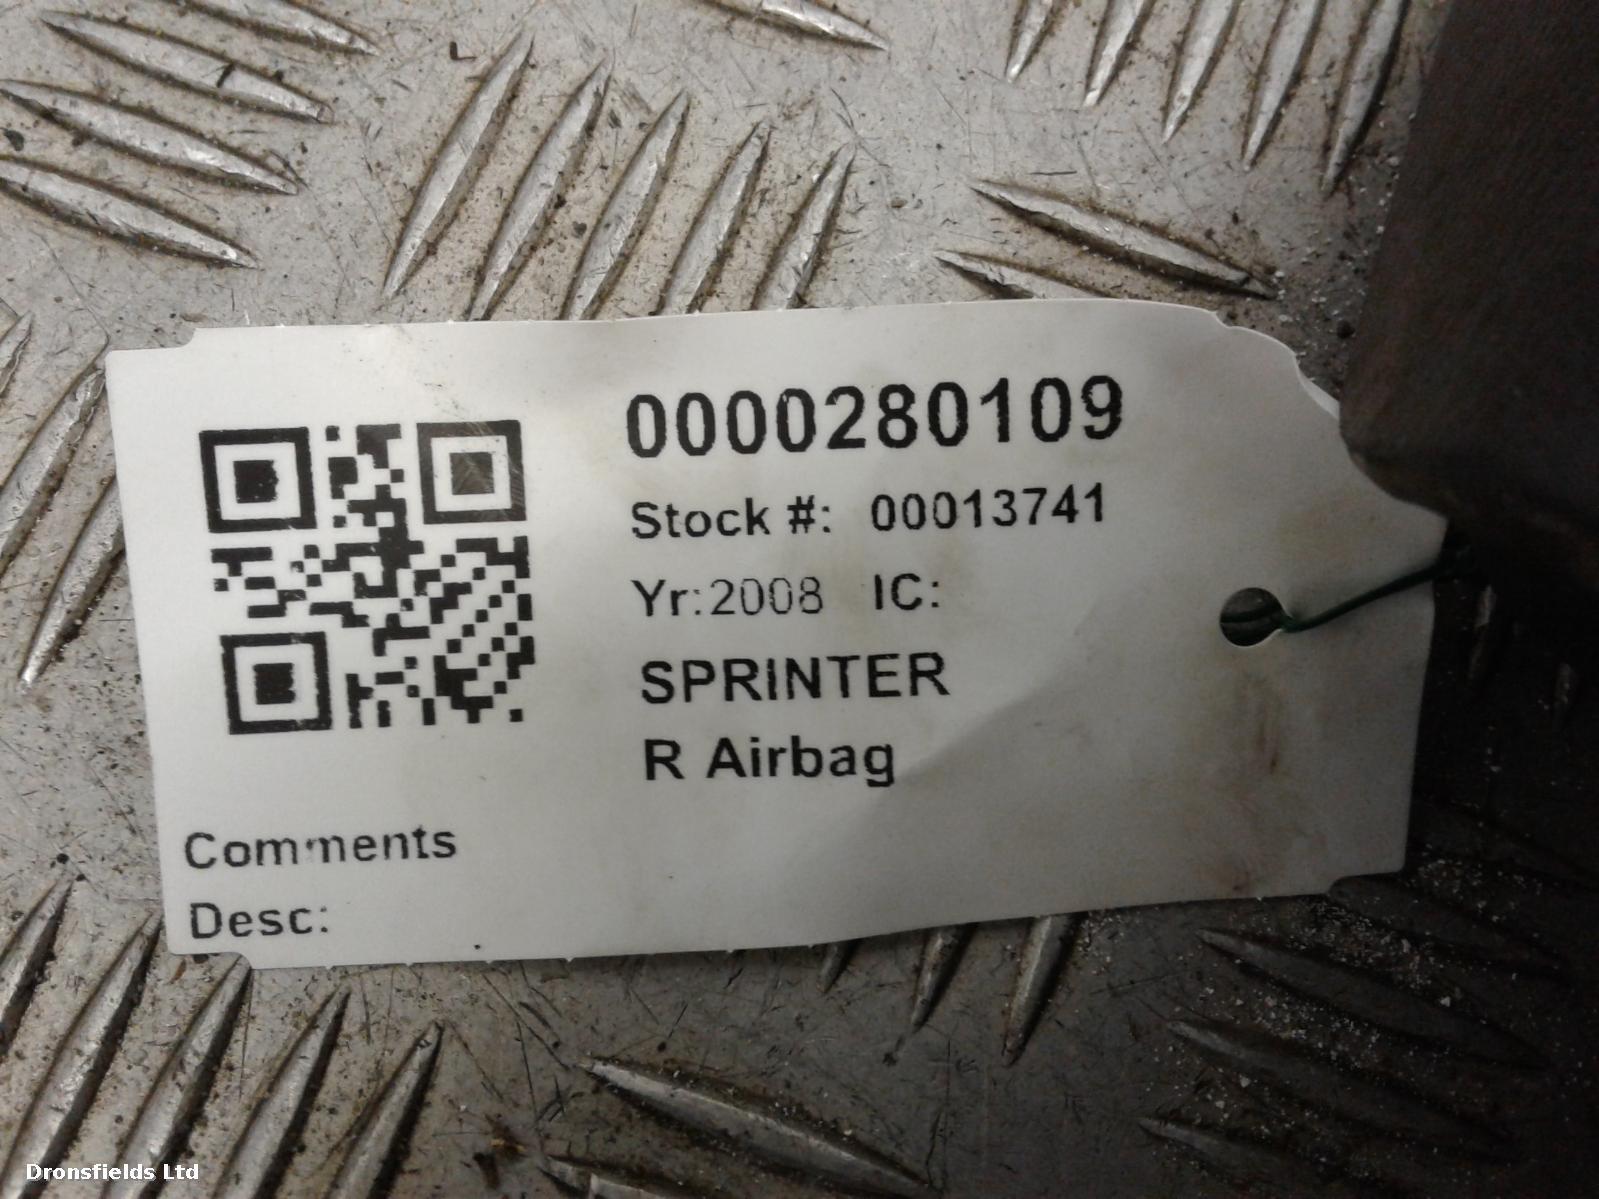 0000280109
Stock #: 00013741
Yr:2008 IC:
SPRINTER
R Airbag
Comments
Desc:
Dronsfields Ltd